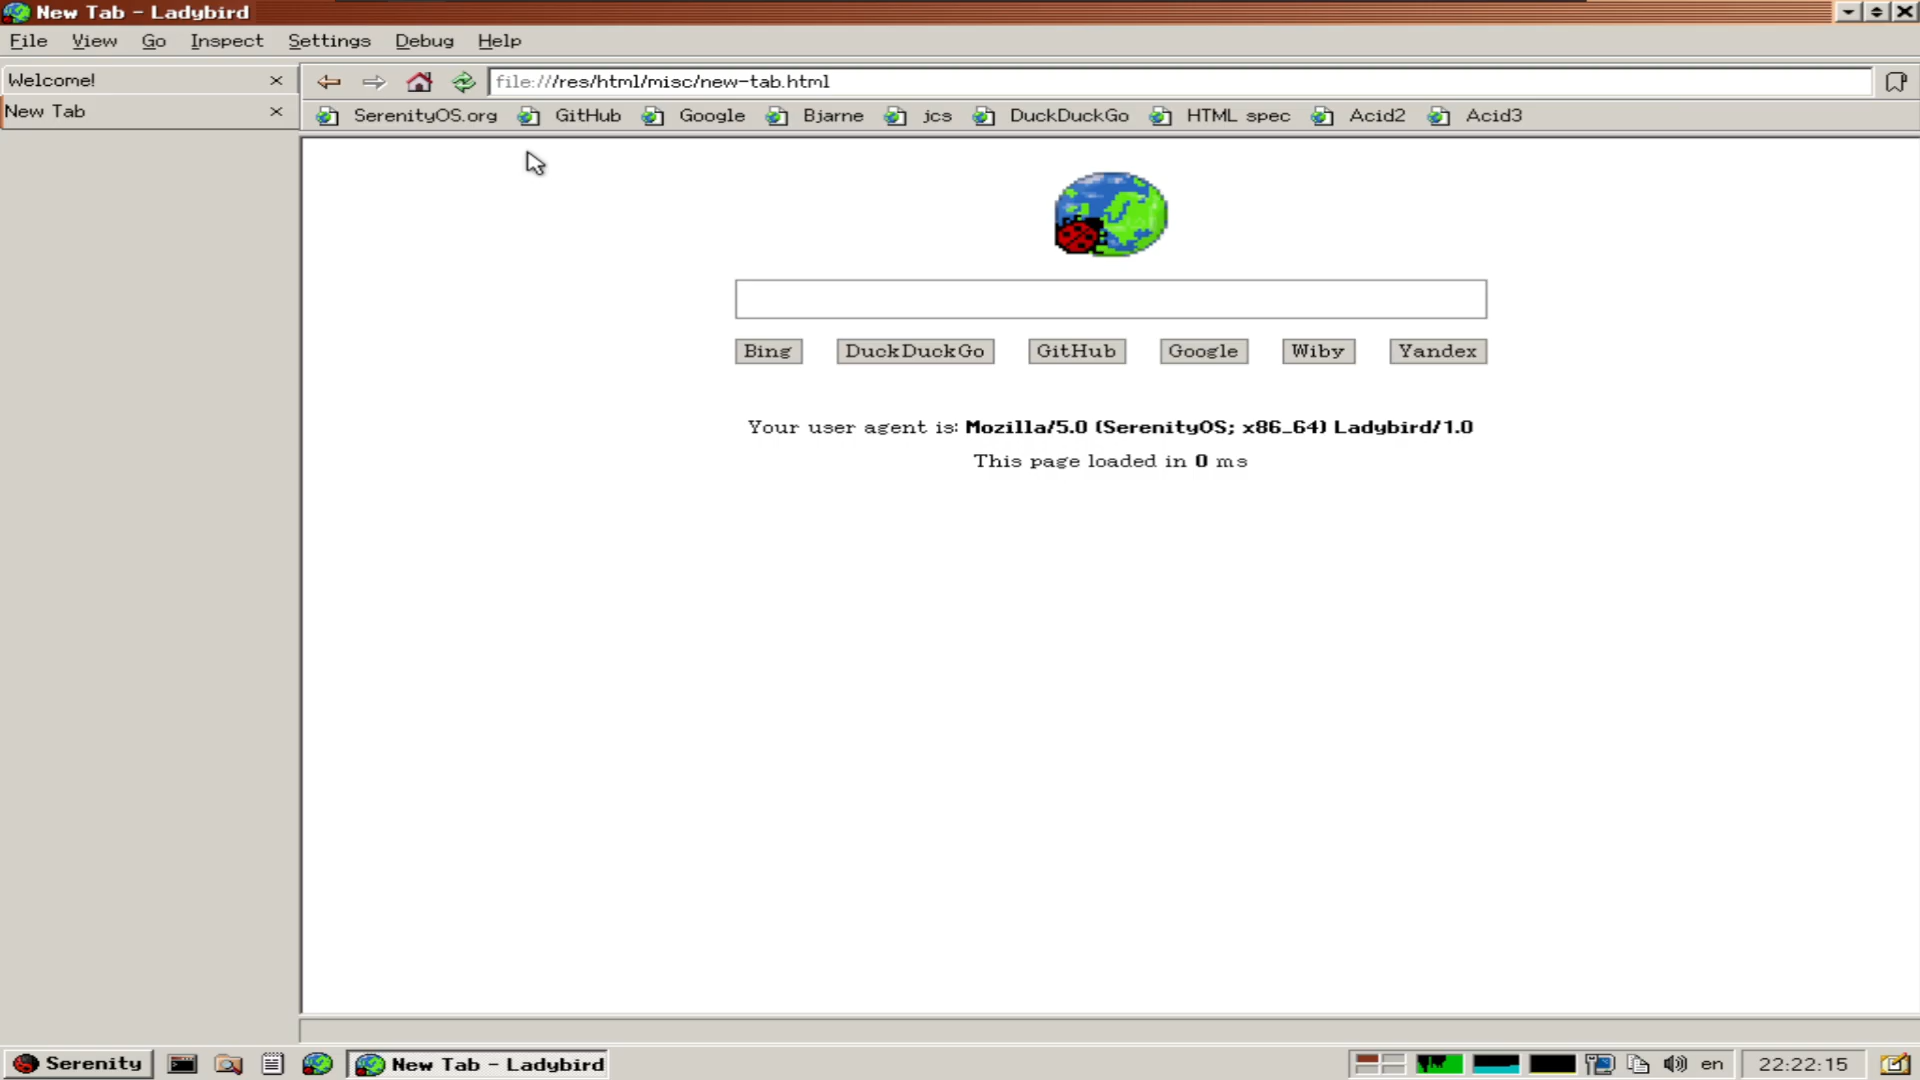 New Tab - Ladybird
File View Go Inspect Settings Debug Help
Welcome!
file:///res/html/misc/new-tab.html
New Tab
SerenityOS.org GitHub Google Bjarne jcs DuckDuckGo HTML spec Acid2 Acid3
Bing DuckDuckGo GitHub Google Wiby Yandex
Your user agent is: Mozilla/5.0 (SerenityOS; x86_64) Ladybird/1.0
This page loaded in 0 ms
Serenity New Tab - Ladybird en 22:22:15